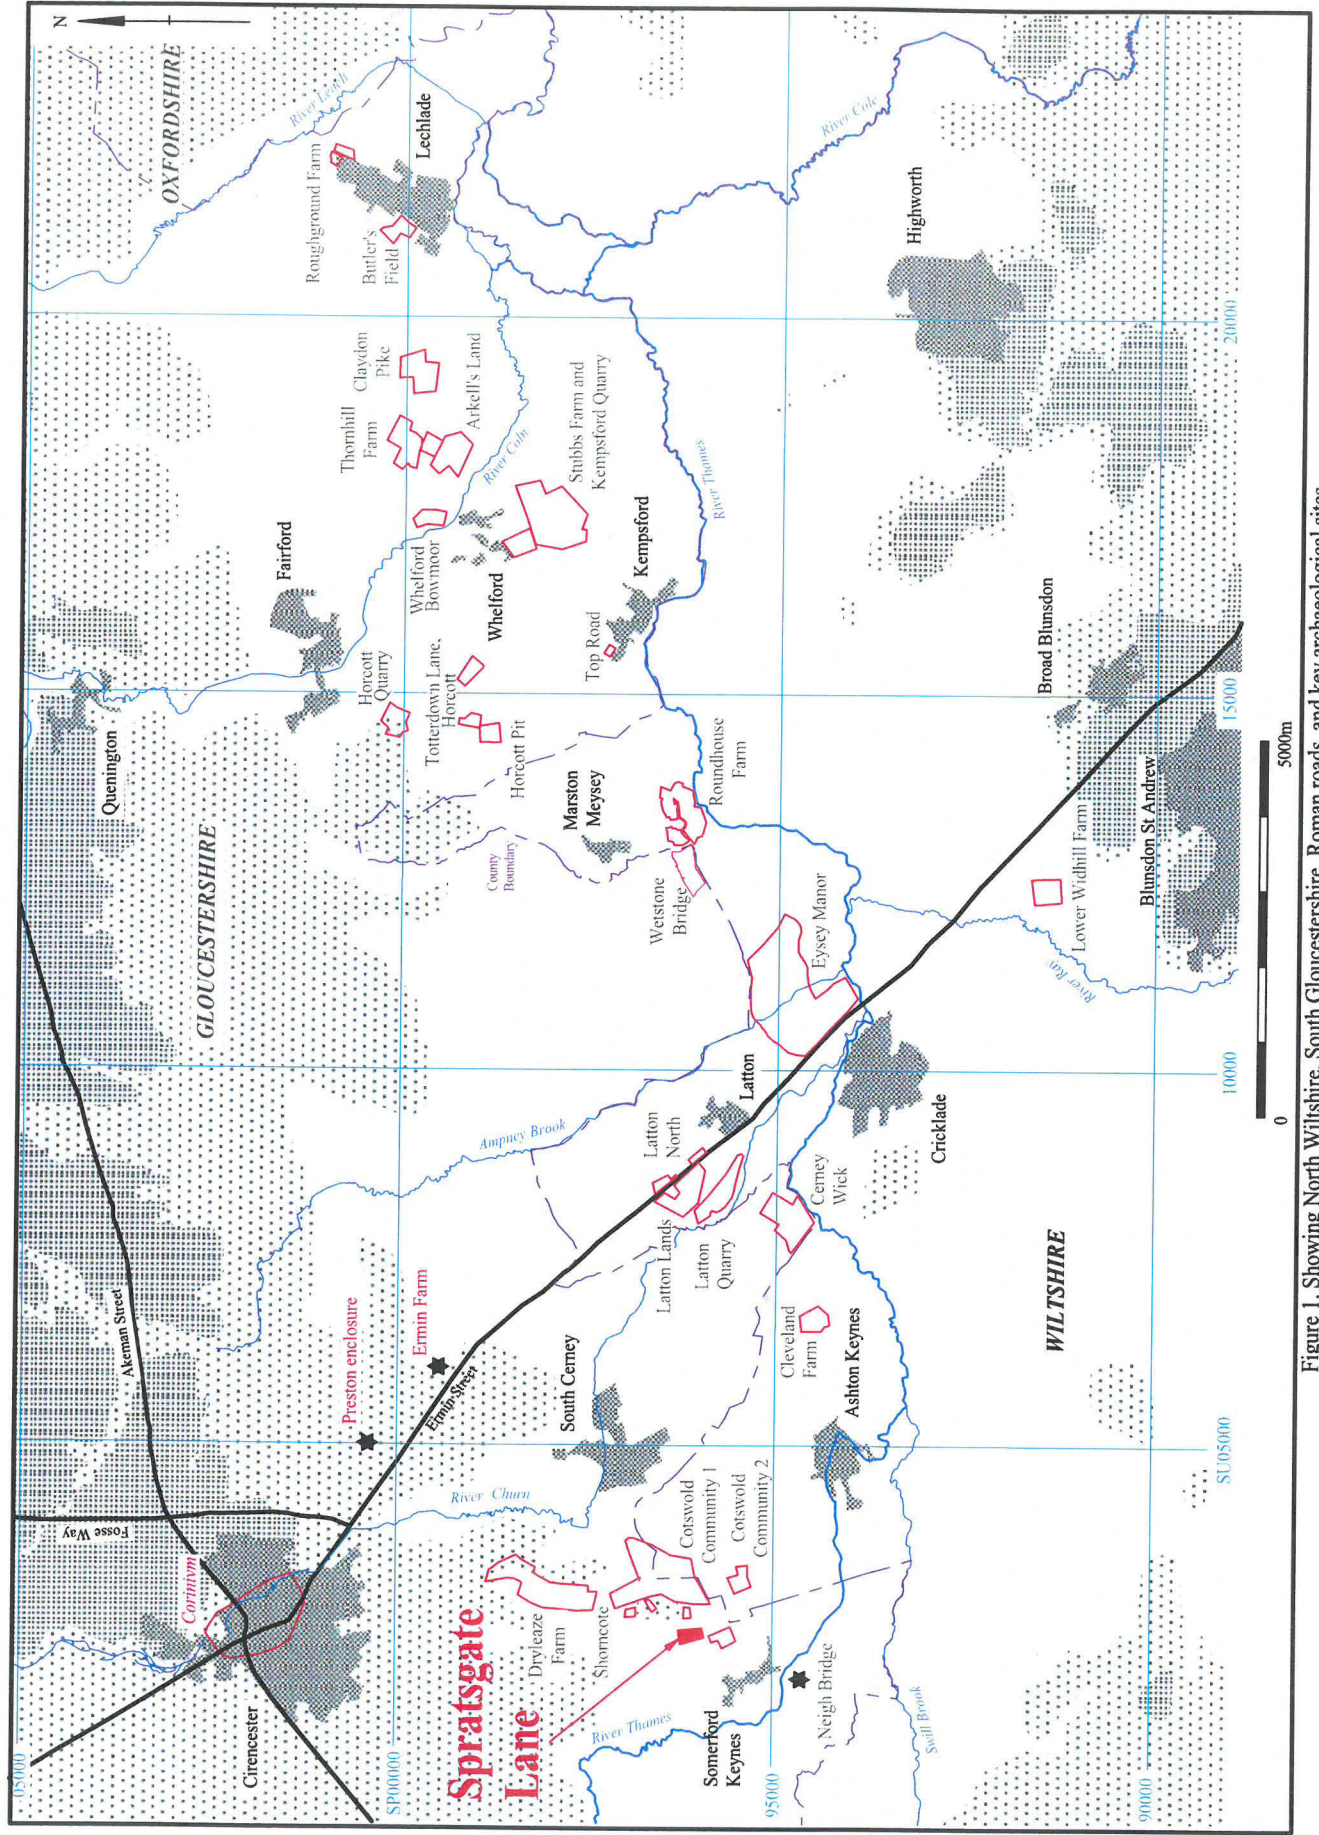 N
OXFORDSHIRE
River Leach
Roughground Farm
Lechlade
Butler's
Field
River Cole
Highworth
Claydon
Pike
Thornhill
Farm
Arkell's Land
River Coln
Stubbs Farm and
Kempsford Quarry
River Thames
20000
Quenington
Fairford
Whelford
Bowmoor
Whelford
Kempsford
Top Road
Horcott
Quarry
Totterdown Lane,
Horcott
Horcott Pit
Broad Blunsdon
15000
GLOUCESTERSHIRE
County
Boundary
Marston
Meysey
Roundhouse
Farm
Wetstone
Bridge
Eysey Manor
Lower Widhill Farm
Blunsdon St Andrew
River Ray
Ampney Brook
Latton
North
Latton
Latton Lands
Latton
Quarry
Cerney
Wick
Cricklade
10000
WILTSHIRE
Akeman Street
Preston enclosure
Ermin Farm
Ermin Street
South Cerney
Cleveland
Farm
Ashton Keynes
SU05000
Fosse Way
River Churn
Corinivm
Cirencester
Dryleaze
Farm
Shorncote
Cotswold
Community 1
Cotswold
Community 2
Spratsgate
Lane
River Thames
Somerford
Keynes
Neigh Bridge
Swill Brook
05000
SP00000
95000
90000
0
5000m
Figure 1. Showing North Wiltshire, South Gloucestershire, Roman roads, and key archaeological sites